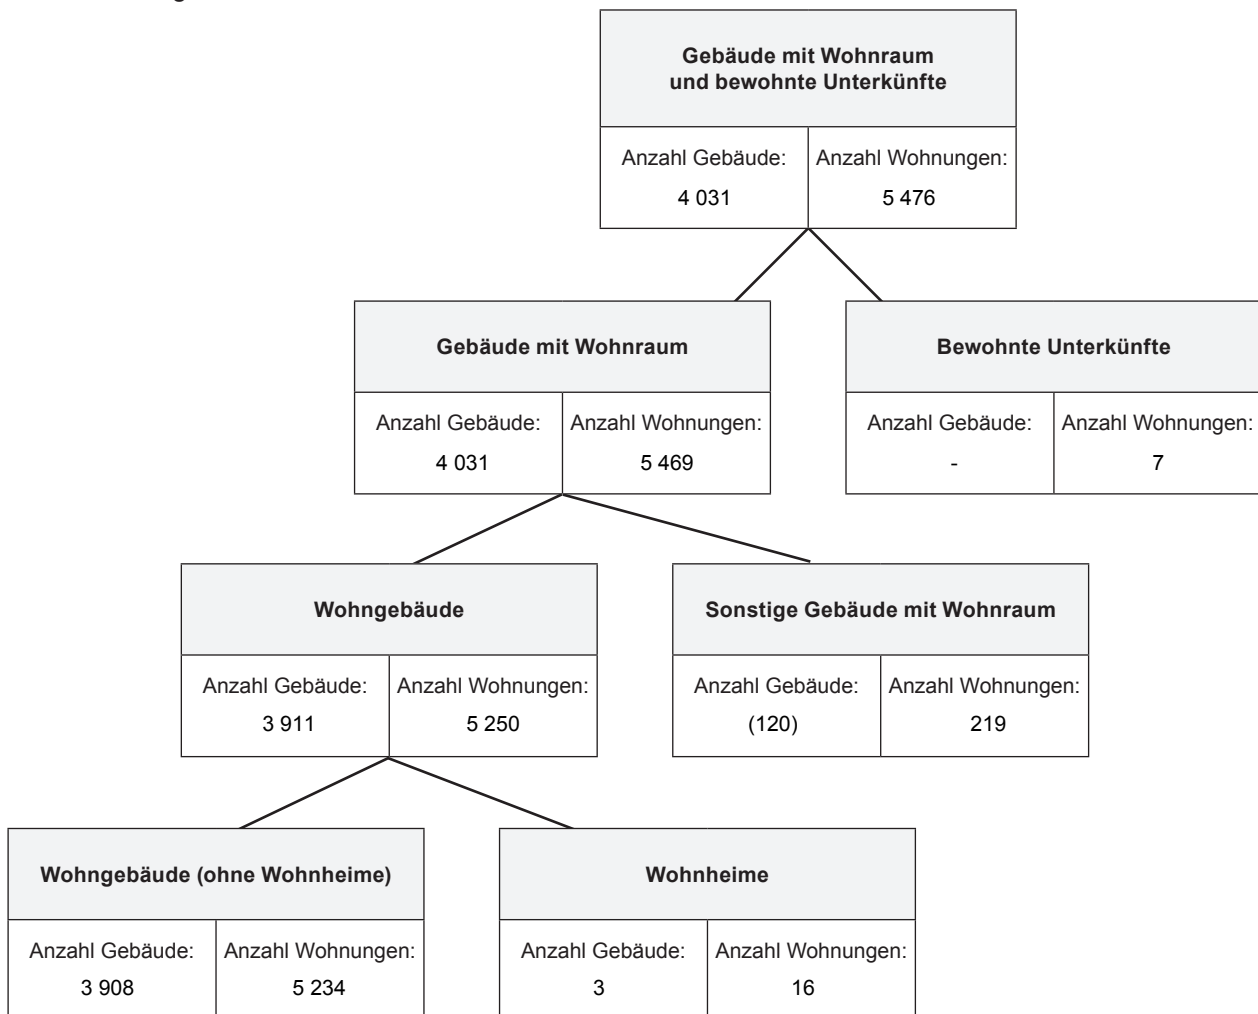 Gebäude mit Wohnraum
und bewohnte Unterkünfte
Anzahl Gebäude: Anzahl Wohnungen:
4 031 5 476
Gebäude mit Wohnraum Bewohnte Unterkünfte
Anzahl Gebäude: Anzahl Wohnungen: Anzahl Gebäude: Anzahl Wohnungen:
4 031 5 469 - 7
Wohngebäude Sonstige Gebäude mit Wohnraum
Anzahl Gebäude: Anzahl Wohnungen: Anzahl Gebäude: Anzahl Wohnungen:
3 911 5 250 (120) 219
Wohngebäude (ohne Wohnheime) Wohnheime
Anzahl Gebäude: Anzahl Wohnungen: Anzahl Gebäude: Anzahl Wohnungen:
3 908 5 234 3 16